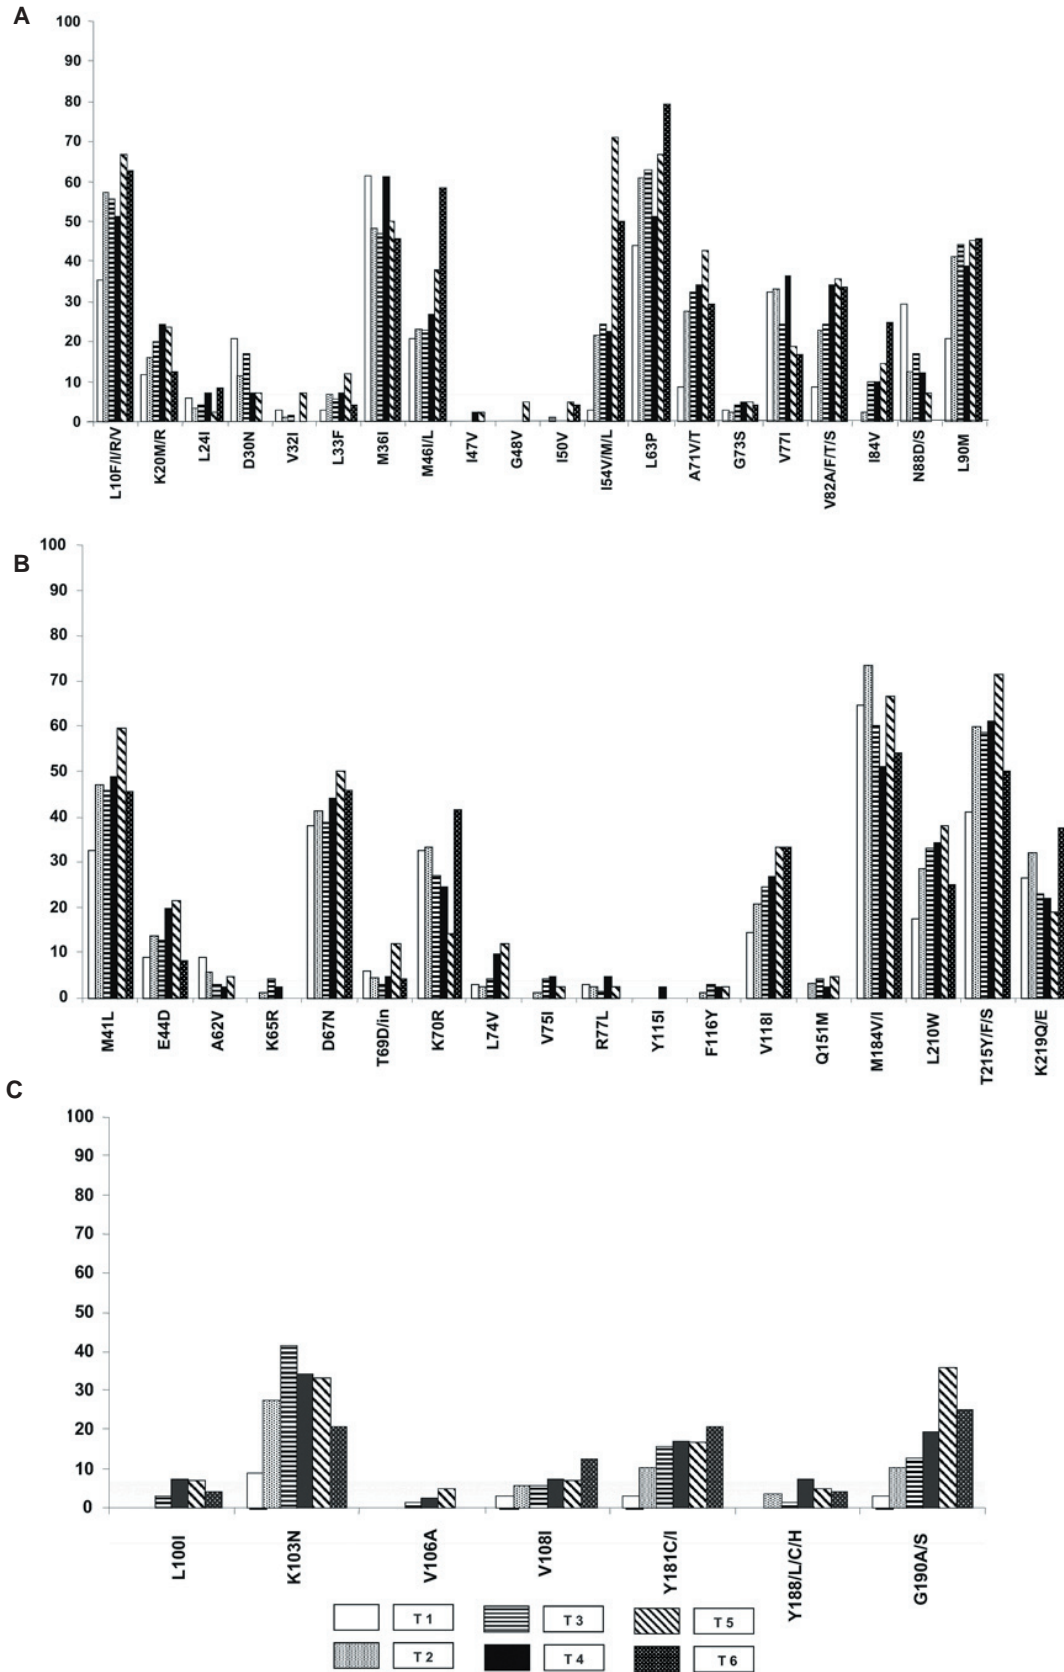 A
100
90
80
70
60
50
40
30
20
10
0
L10F/I/R/V
K20M/R
L24I
D30N
V32I
L33F
M36I
M46I/L
I47V
G48V
I50V
I54V/M/L
L63P
A71V/T
G73S
V77I
V82A/F/T/S
I84V
N88D/S
L90M
B
100
90
80
70
60
50
40
30
20
10
0
M41L
E44D
A62V
K65R
D67N
T69D/in
K70R
L74V
V75I
R77L
Y115I
F116Y
V118I
Q151M
M184V/I
L210W
T215Y/F/S
K219Q/E
C
100
90
80
70
60
50
40
30
20
10
0
L100I
K103N
V106A
V108I
Y181C/I
Y188/L/C/H
G190A/S
T 1
T 3
T 5
T 2
T 4
T 6